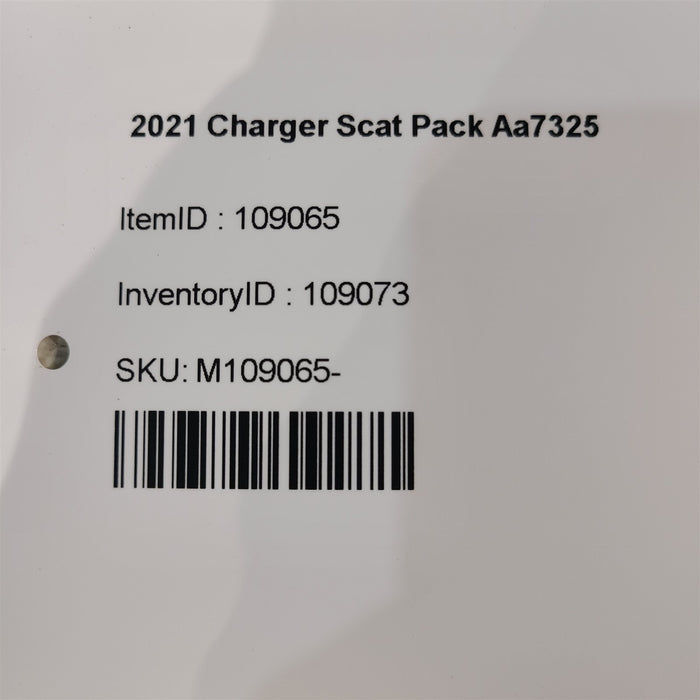 2021 Charger Scat Pack Aa7325
ItemID : 109065
InventoryID : 109073
SKU: M109065-